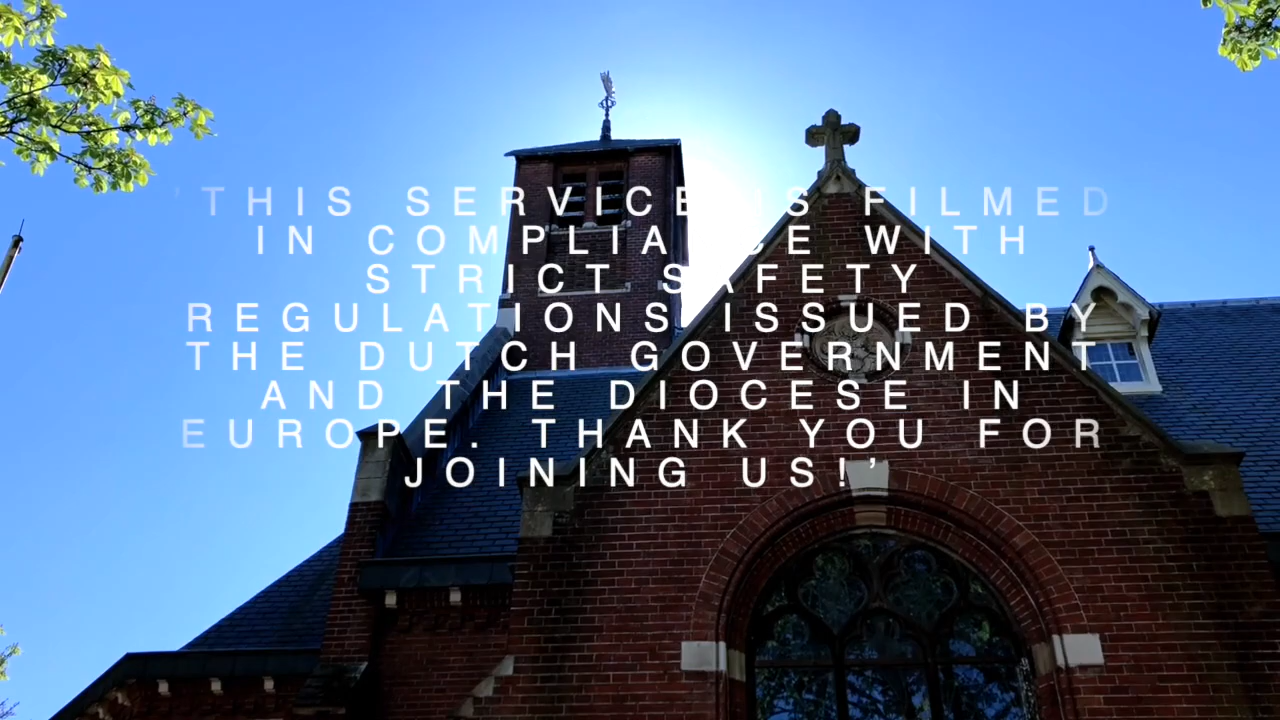 'THIS SERVICE IS FILMED
IN COMPLIANCE WITH
STRICT SAFETY
REGULATIONS ISSUED BY
THE DUTCH GOVERNMENT
AND THE DIOCESE IN
EUROPE. THANK YOU FOR
JOINING US!'